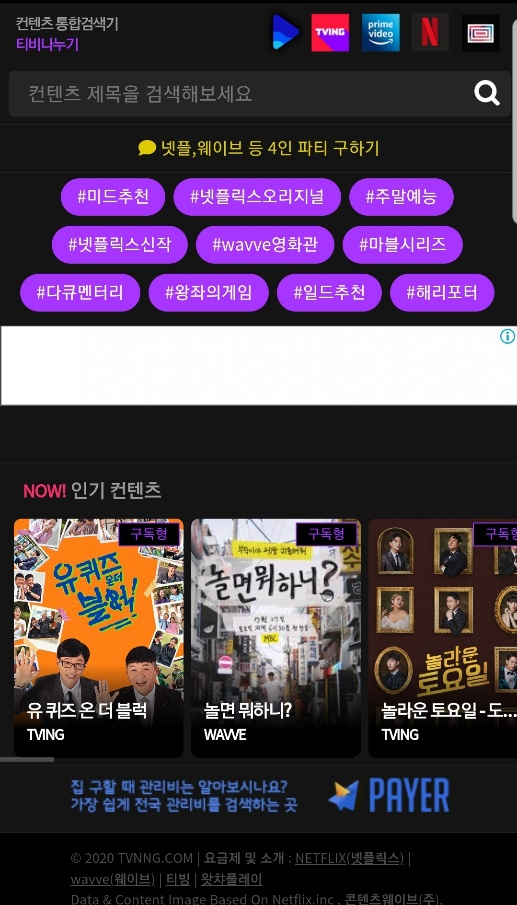 컨텐츠 통합검색기
티비나누기
TVING
prime video
N
컨텐츠 제목을 검색해보세요
넷플,웨이브 등 4인 파티 구하기
#미드추천 #넷플릭스오리지널 #주말예능
#넷플릭스신작 #wavve영화관 #마블시리즈
#다큐멘터리 #왕좌의게임 #일드추천 #해리포터
NOW! 인기 컨텐츠
구독형 구독형 구독형
유 퀴즈 온 더 블럭! 놀면 뭐하니? 놀라운 토요일
MBC
유 퀴즈 온 더 블럭 놀면 뭐하니? 놀라운 토요일 - 도...
TVING WAVVE TVING
집 구할 때 관리비는 알아보시나요?
가장 쉽게 전국 관리비를 검색하는 곳
PAYER
© 2020 TVNNG.COM | 요금제 및 소개 : NETFLIX(넷플릭스) |
wavve(웨이브) | 티빙 | 왓챠플레이
Data & Content Image Based On Netflix.inc , 콘텐츠웨이브(주),